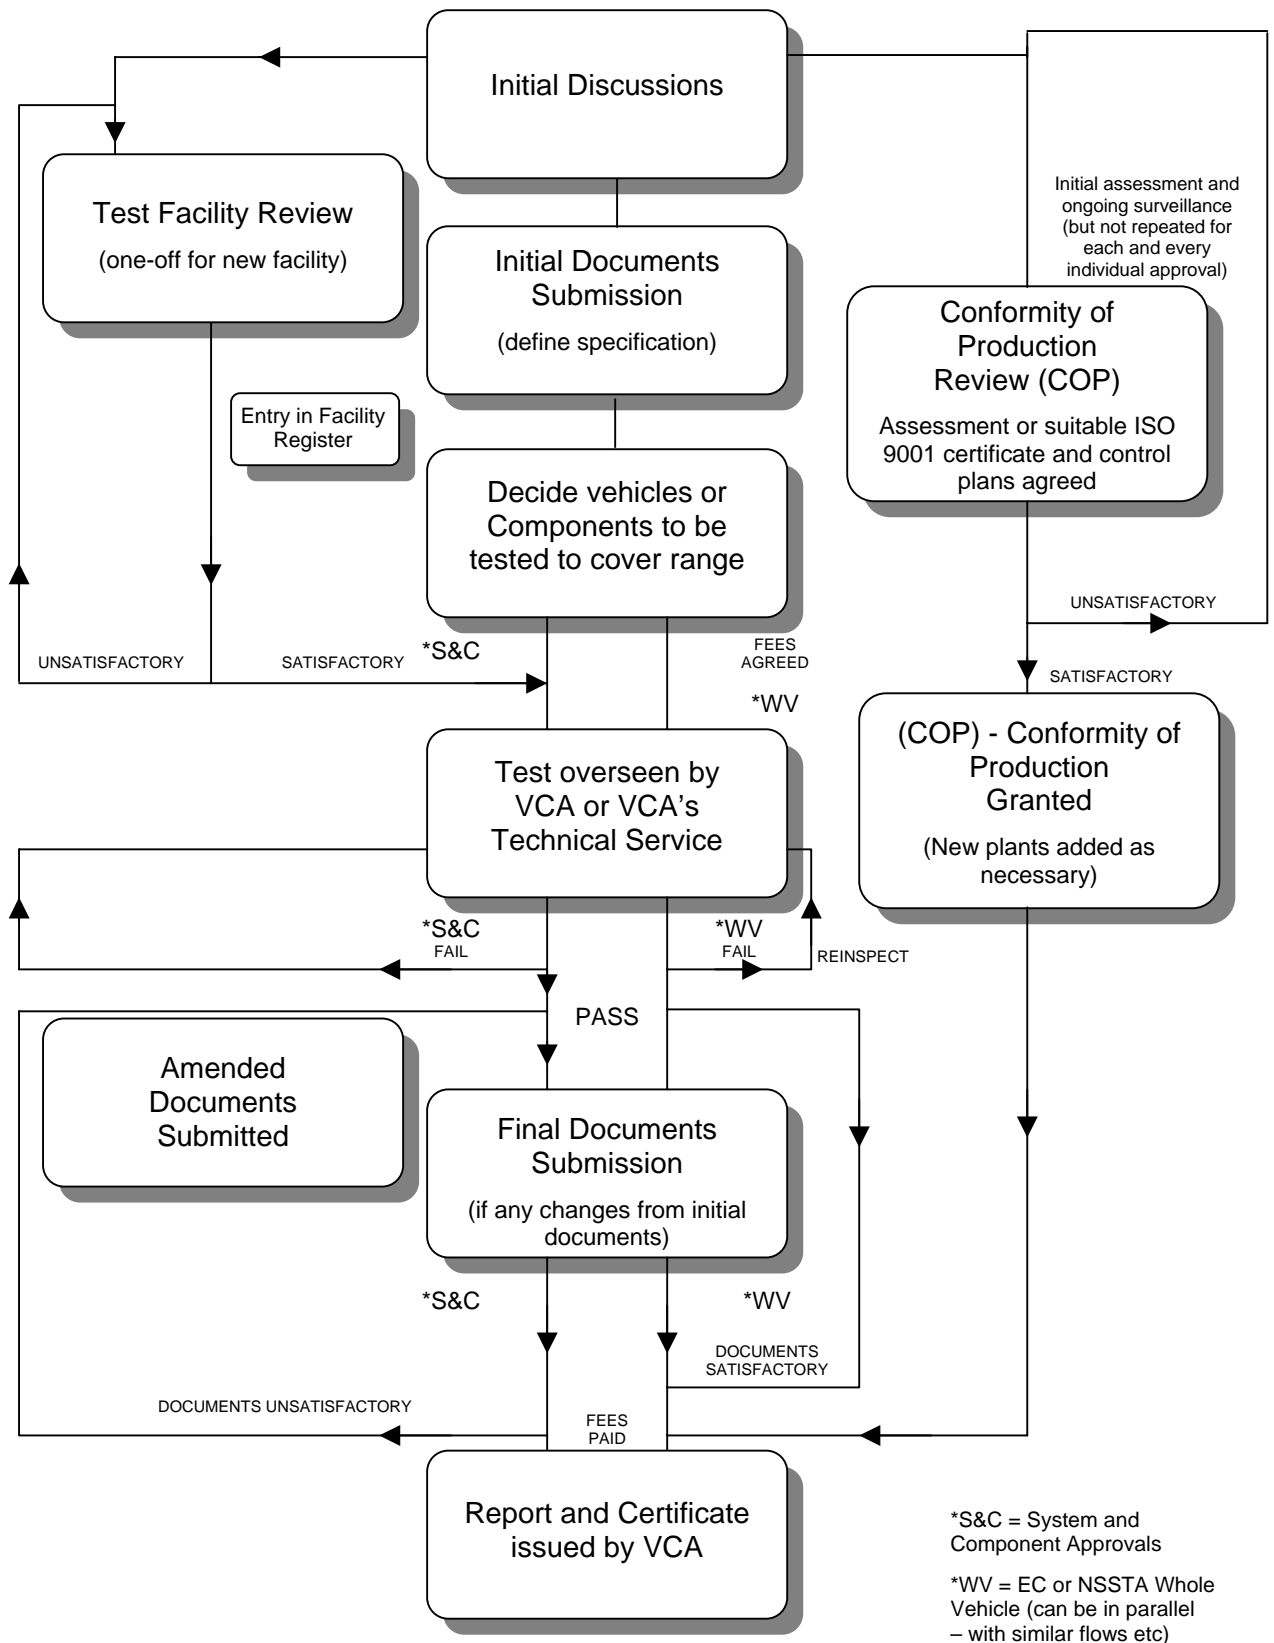 Initial Discussions
Test Facility Review
(one-off for new facility)
Initial Documents
Submission
(define specification)
Initial assessment and
ongoing surveillance
(but not repeated for
each and every
individual approval)
Conformity of
Production
Review (COP)
Assessment or suitable ISO
9001 certificate and control
plans agreed
Entry in Facility
Register
Decide vehicles or
Components to be
tested to cover range
UNSATISFACTORY
SATISFACTORY
*S&C
FEES
AGREED
*WV
UNSATISFACTORY
SATISFACTORY
Test overseen by
VCA or VCA’s
Technical Service
(COP) - Conformity of
Production
Granted
(New plants added as
necessary)
*S&C
FAIL
*WV
FAIL
REINSPECT
PASS
Amended
Documents
Submitted
Final Documents
Submission
(if any changes from initial
documents)
*S&C
*WV
DOCUMENTS
SATISFACTORY
DOCUMENTS UNSATISFACTORY
FEES
PAID
Report and Certificate
issued by VCA
*S&C = System and
Component Approvals
*WV = EC or NSSTA Whole
Vehicle (can be in parallel
– with similar flows etc)